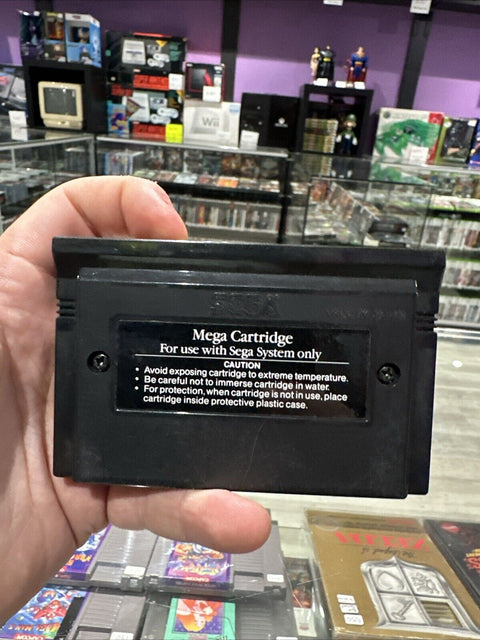 Wii
SEGA
Mega Cartridge
For use with Sega System only
CAUTION
• Avoid exposing cartridge to extreme temperature.
• Be careful not to immerse cartridge in water.
• For protection, when cartridge is not in use, place
cartridge inside protective plastic case.
CAPCOM